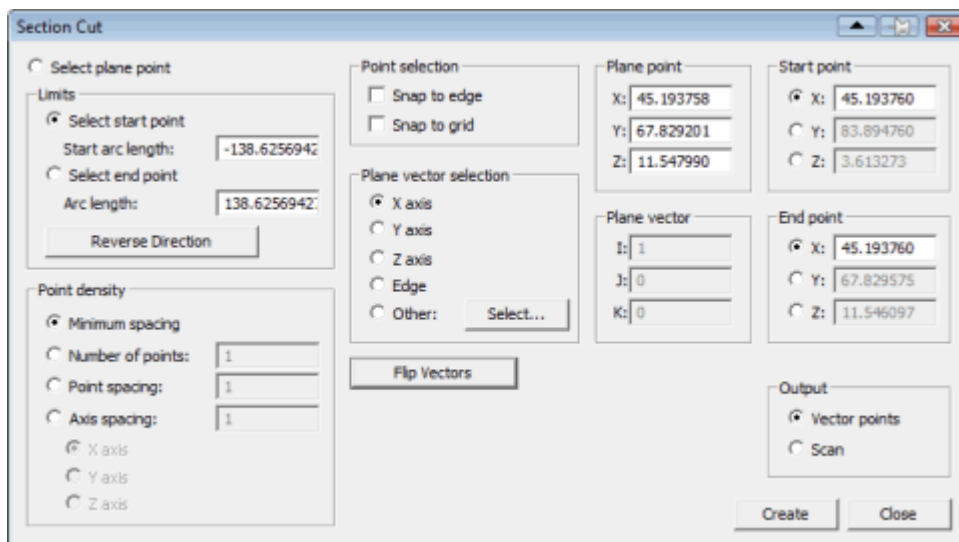 Section Cut
Select plane point
Limits
Select start point
Start arc length: -138.6256942
Select end point
Arc length: 138.6256942
Reverse Direction
Point density
Minimum spacing
Number of points: 1
Point spacing: 1
Axis spacing: 1
X axis
Y axis
Z axis
Point selection
Snap to edge
Snap to grid
Plane vector selection
X axis
Y axis
Z axis
Edge
Other: Select...
Flip Vectors
Plane point
X: 45.193758
Y: 67.829201
Z: 11.547990
Plane vector
I: 1
J: 0
K: 0
Start point
X: 45.193760
Y: 83.894760
Z: 3.613273
End point
X: 45.193760
Y: 67.829575
Z: 11.546097
Output
Vector points
Scan
Create Close